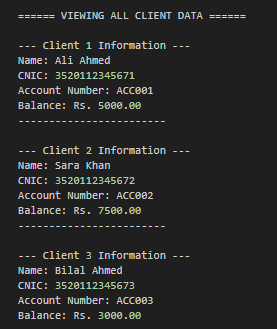 ====== VIEWING ALL CLIENT DATA ======
--- Client 1 Information ---
Name: Ali Ahmed
CNIC: 3520112345671
Account Number: ACC001
Balance: Rs. 5000.00
------------------------
--- Client 2 Information ---
Name: Sara Khan
CNIC: 3520112345672
Account Number: ACC002
Balance: Rs. 7500.00
------------------------
--- Client 3 Information ---
Name: Bilal Ahmed
CNIC: 3520112345673
Account Number: ACC003
Balance: Rs. 3000.00